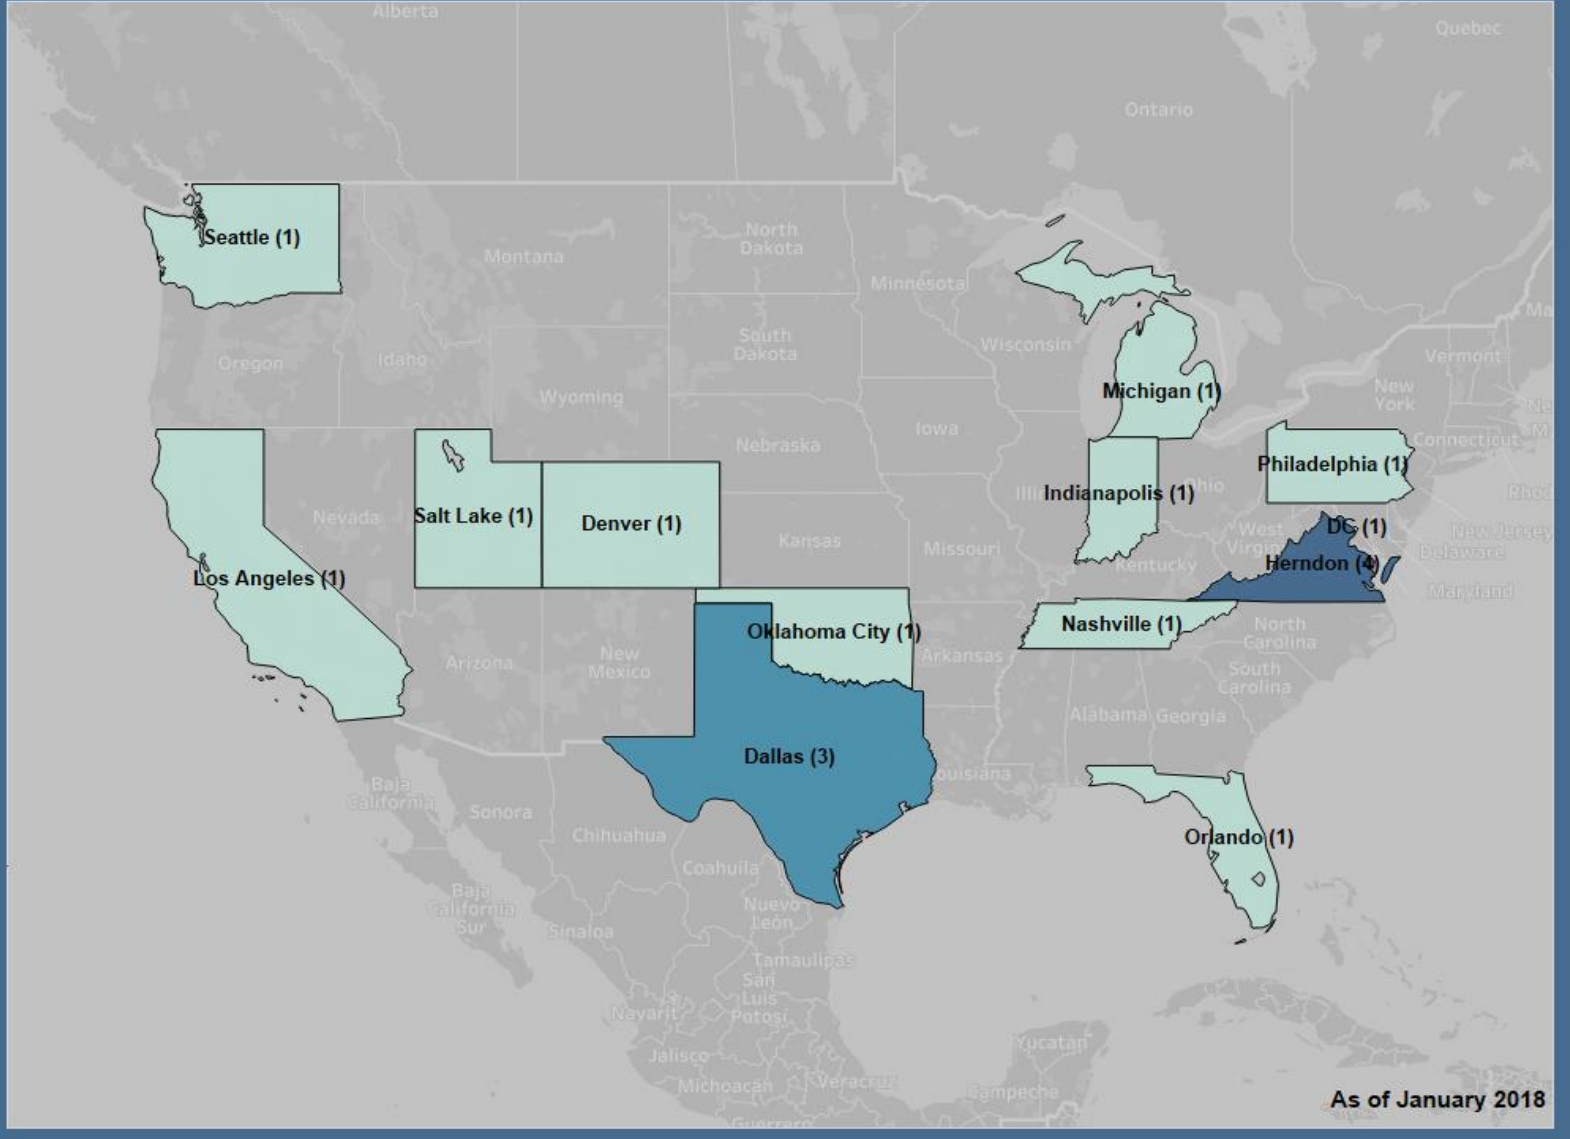 Alberta
Quebec
Ontario
Seattle (1)
Montana
North
Dakota
Minnesota
Oregon
Idaho
South
Dakota
Wisconsin
Michigan (1)
Vermont
New
York
Wyoming
Iowa
Nebraska
Connecticut
Philadelphia (1)
Indianapolis (1)
Ohio
Nevada
Salt Lake (1)
Denver (1)
Kansas
Missouri
West
Virgin
DC (1)
New Jersey
Delaware
Kentucky
Herndon (4)
Maryland
Los Angeles (1)
Oklahoma City (1)
Nashville (1)
North
Carolina
Arizona
New
Mexico
Arkansas
South
Carolina
Alabama
Georgia
Dallas (3)
ouisiana
Baja
California
Sonora
Chihuahua
Orlando (1)
Coahuila
Baja
California
Sur
Nuevo
León
Sinaloa
Tamaulipas
San
Luis
Potosí
Nayarit
Yucatán
Jalisco
Michoacán
Veracruz
Campeche
Guerrero
As of January 2018